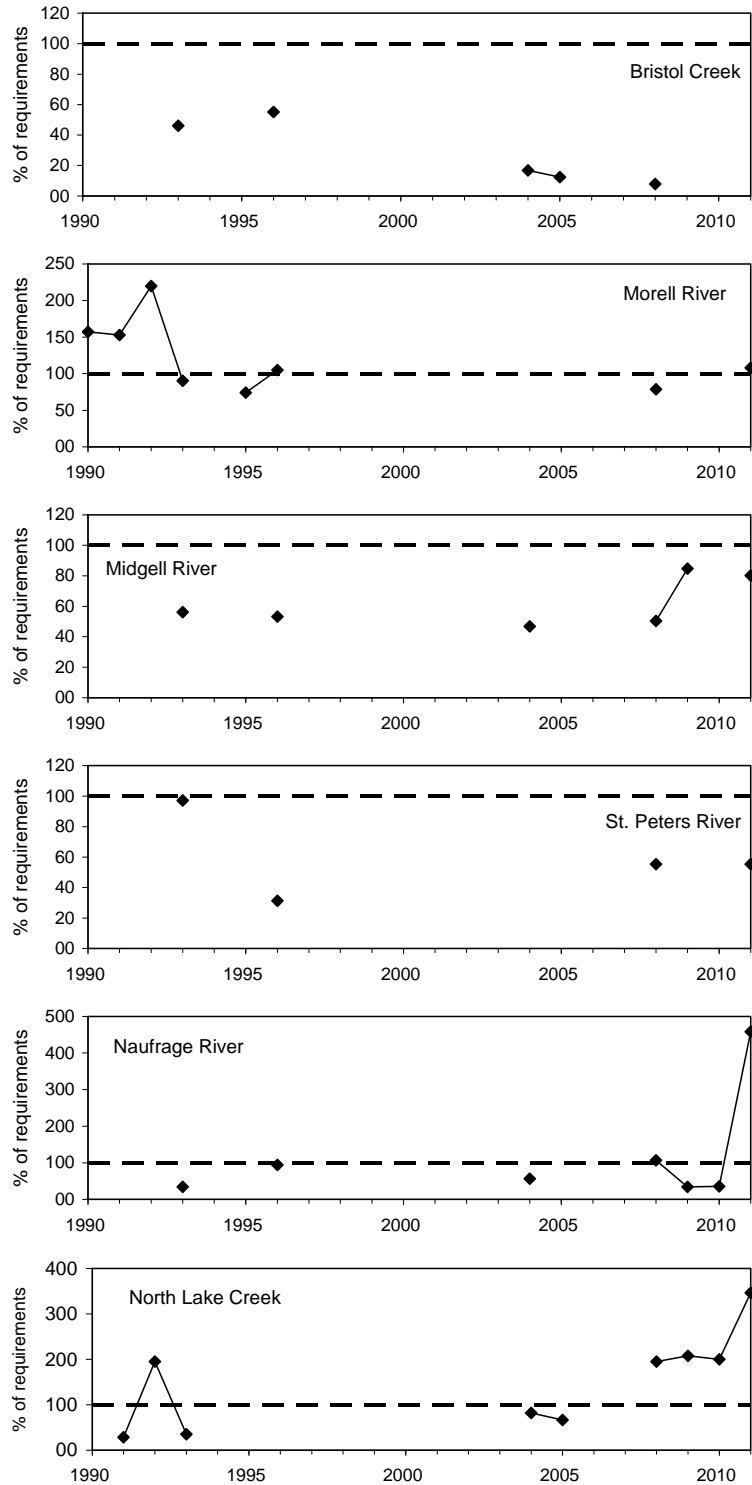 120
100
80
60
40
20
00
% of requirements
Bristol Creek
1990 1995 2000 2005 2010
250
200
150
100
50
00
% of requirements
Morell River
1990 1995 2000 2005 2010
120
100
80
60
40
20
00
% of requirements
Midgell River
1990 1995 2000 2005 2010
120
100
80
60
40
20
00
% of requirements
St. Peters River
1990 1995 2000 2005 2010
500
400
300
200
100
00
% of requirements
Naufrage River
1990 1995 2000 2005 2010
400
300
200
100
00
% of requirements
North Lake Creek
1990 1995 2000 2005 2010